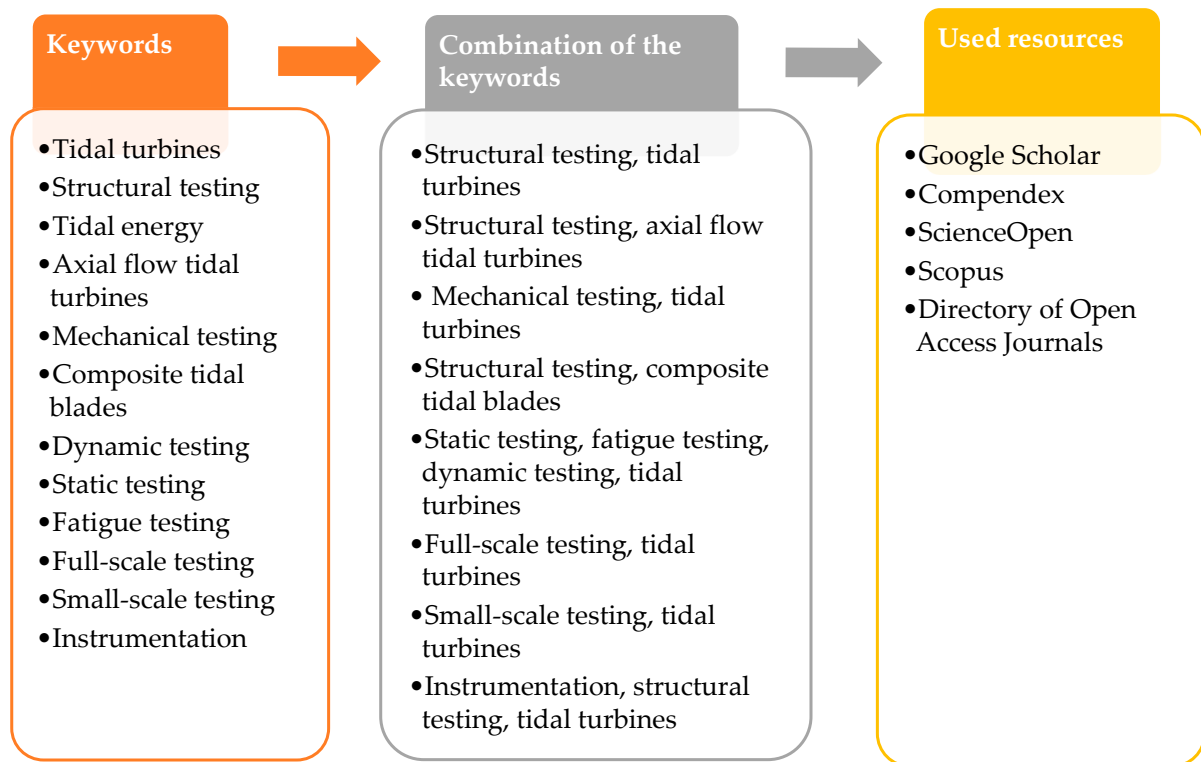 Keywords
•Tidal turbines
•Structural testing
•Tidal energy
•Axial flow tidal
turbines
•Mechanical testing
•Composite tidal
blades
•Dynamic testing
•Static testing
•Fatigue testing
•Full-scale testing
•Small-scale testing
•Instrumentation
Combination of the
keywords
•Structural testing, tidal
turbines
•Structural testing, axial flow
tidal turbines
• Mechanical testing, tidal
turbines
•Structural testing, composite
tidal blades
•Static testing, fatigue testing,
dynamic testing, tidal
turbines
•Full-scale testing, tidal
turbines
•Small-scale testing, tidal
turbines
•Instrumentation, structural
testing, tidal turbines
Used resources
•Google Scholar
•Compendex
•ScienceOpen
•Scopus
•Directory of Open
Access Journals